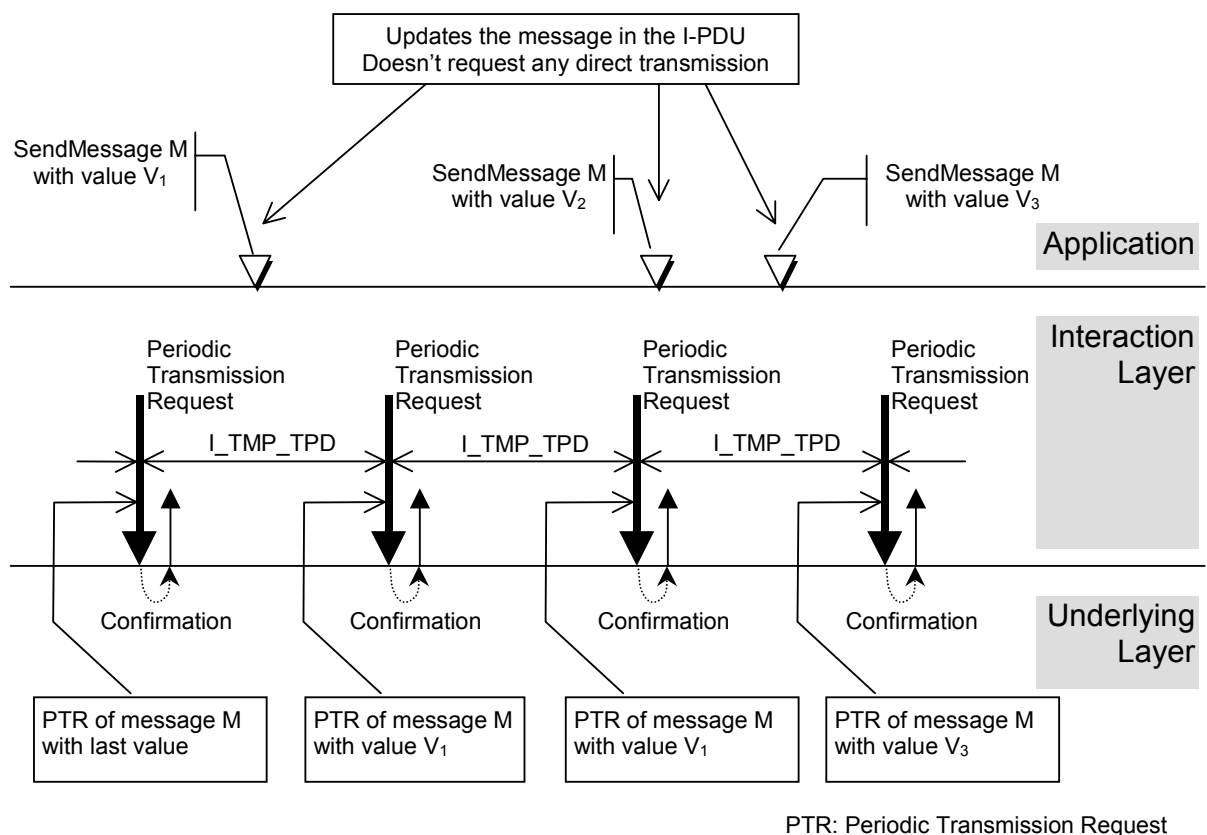 Updates the message in the I-PDU
Doesn't request any direct transmission
SendMessage M
with value V₁
SendMessage M
with value V₂
SendMessage M
with value V₃
Application
Interaction
Layer
Periodic
Transmission
Request
Periodic
Transmission
Request
Periodic
Transmission
Request
Periodic
Transmission
Request
I_TMP_TPD
I_TMP_TPD
I_TMP_TPD
Confirmation
Confirmation
Confirmation
Confirmation
Underlying
Layer
PTR of message M
with last value
PTR of message M
with value V₁
PTR of message M
with value V₁
PTR of message M
with value V₃
PTR: Periodic Transmission Request